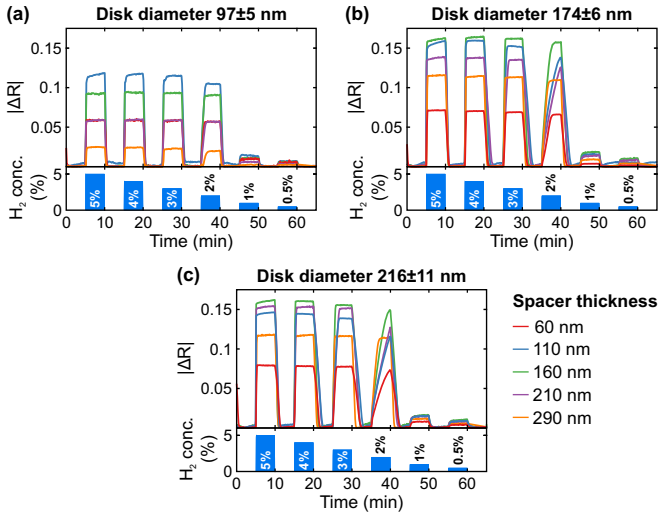 (a)
Disk diameter 97±5 nm
|ΔR|
0.15
0.1
0.05
H₂ conc.
(%)
5
0
5%
4%
3%
2%
1%
0.5%
0 10 20 30 40 50 60
Time (min)
(b)
Disk diameter 174±6 nm
|ΔR|
0.15
0.1
0.05
H₂ conc.
(%)
5
0
5%
4%
3%
2%
1%
0.5%
0 10 20 30 40 50 60
Time (min)
(c)
Disk diameter 216±11 nm
|ΔR|
0.15
0.1
0.05
H₂ conc.
(%)
5
0
5%
4%
3%
2%
1%
0.5%
0 10 20 30 40 50 60
Time (min)
Spacer thickness
60 nm
110 nm
160 nm
210 nm
290 nm